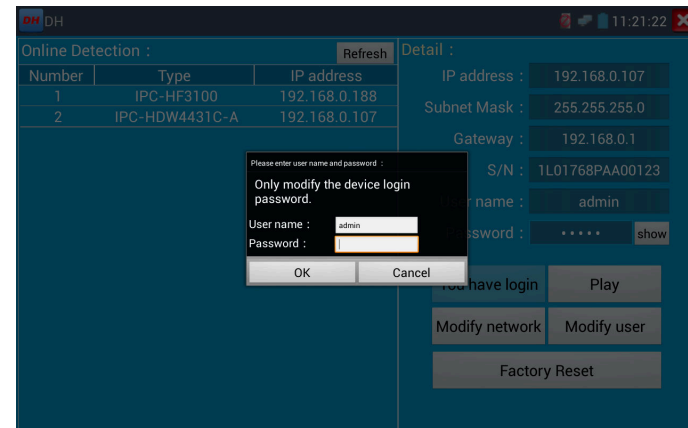 DH DH 11:21:22
Online Detection : Refresh
Number Type IP address
1 IPC-HF3100 192.168.0.188
2 IPC-HDW4431C-A 192.168.0.107
Detail :
IP address : 192.168.0.107
Subnet Mask : 255.255.255.0
Gateway : 192.168.0.1
S/N : 1L01768PAA00123
name : admin
••••• show
You have login Play
Modify network Modify user
Factory Reset
Please enter user name and password :
Only modify the device login
password.
User name : admin
Password :
OK Cancel